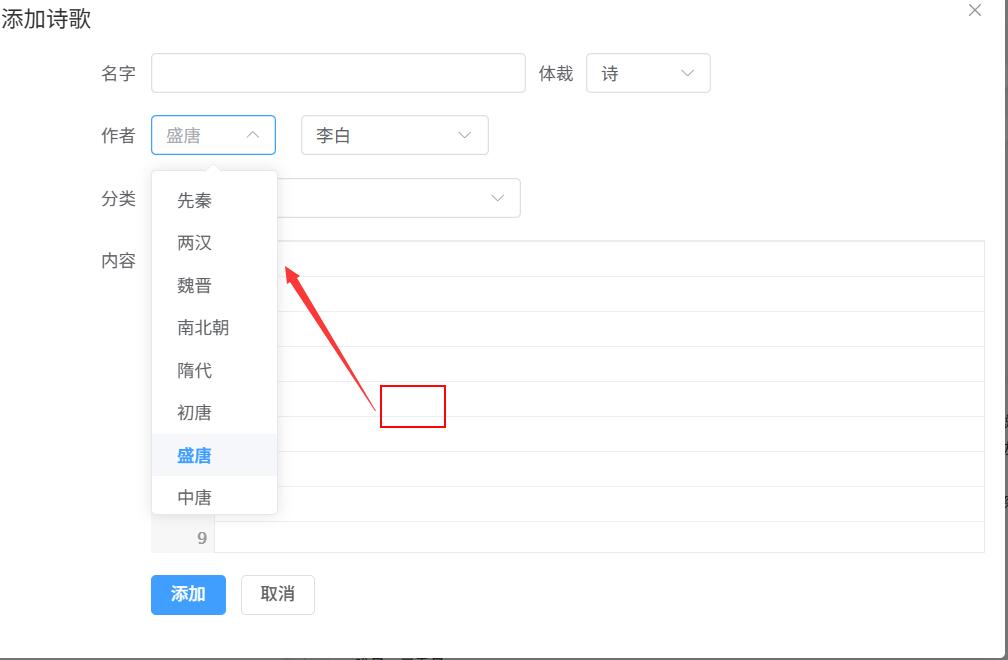 添加诗歌
名字 体裁 诗
作者 盛唐 李白
分类
内容
先秦
两汉
魏晋
南北朝
隋代
初唐
盛唐
中唐
9
添加 取消